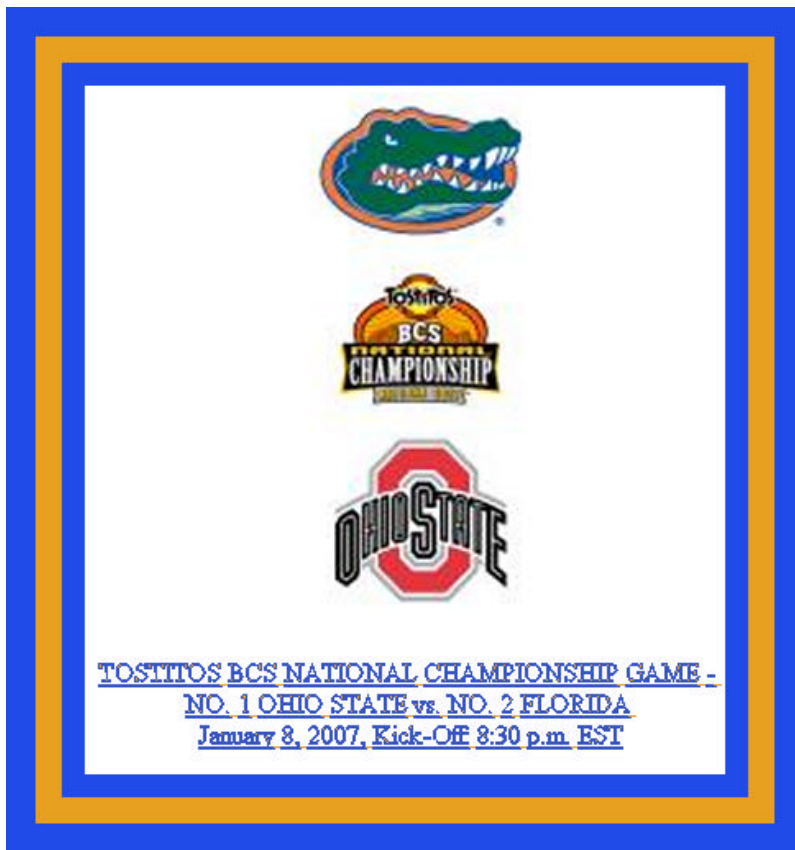 TOSTITOS
BCS
NATIONAL
CHAMPIONSHIP
OHIO STATE
TOSTITOS BCS NATIONAL CHAMPIONSHIP GAME -
NO. 1 OHIO STATE vs. NO. 2 FLORIDA
January 8, 2007, Kick-Off: 8:30 p.m. EST